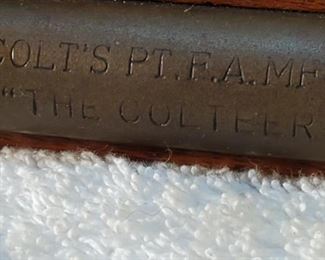 COLT'S PT. F. A. MF
"THE COLTEER